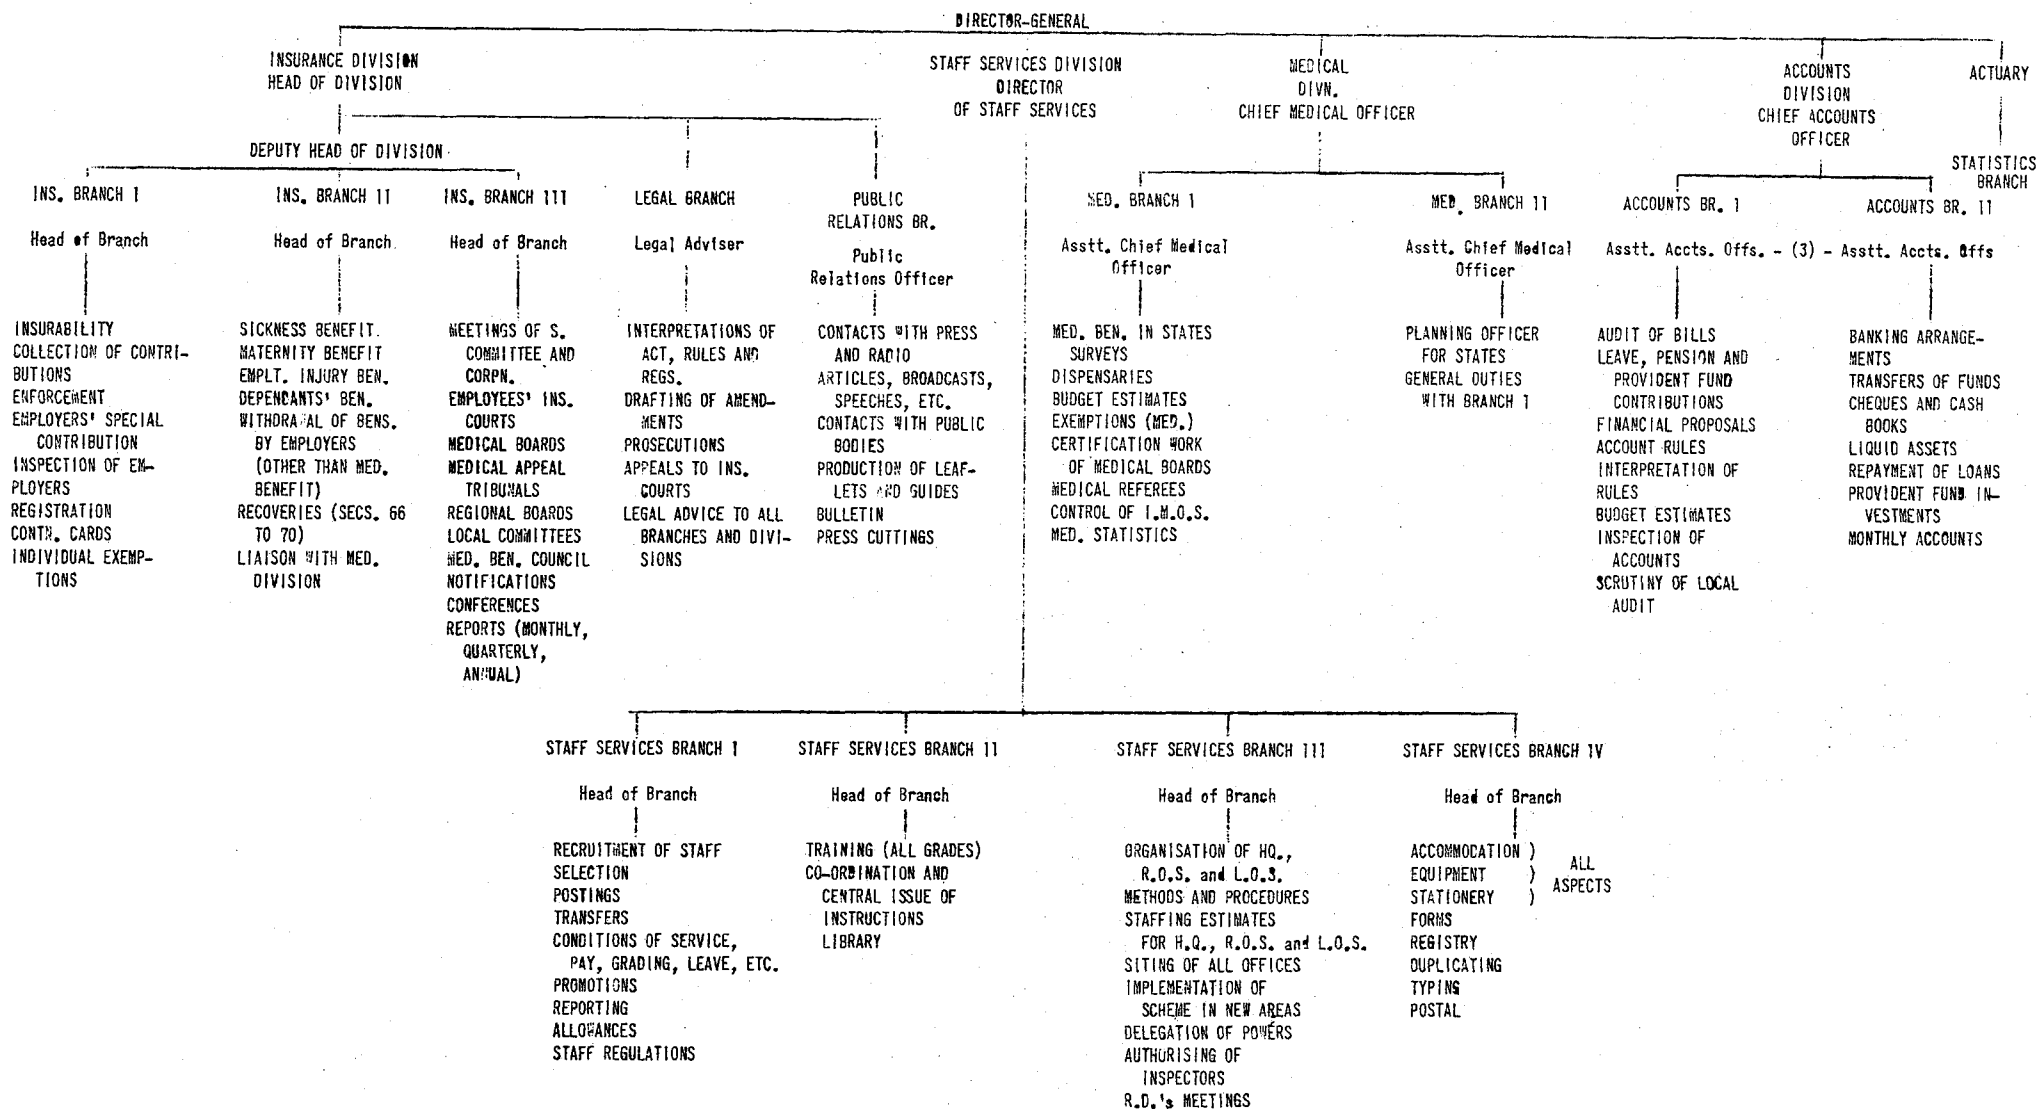 DIRECTOR-GENERAL
INSURANCE DIVISION
HEAD OF DIVISION
STAFF SERVICES DIVISION
DIRECTOR
OF STAFF SERVICES
MEDICAL
DIVN.
CHIEF MEDICAL OFFICER
ACCOUNTS
DIVISION
CHIEF ACCOUNTS
OFFICER
ACTUARY
STATISTICS
BRANCH
DEPUTY HEAD OF DIVISION
INS. BRANCH I
Head of Branch
INSURABILITY
COLLECTION OF CONTRI-
BUTIONS
ENFORCEMENT
EMPLOYERS' SPECIAL
CONTRIBUTION
INSPECTION OF EM-
PLOYERS
REGISTRATION
CONTN. CARDS
INDIVIDUAL EXEMP-
TIONS
INS. BRANCH II
Head of Branch
SICKNESS BENEFIT.
MATERNITY BENEFIT
EMPLT. INJURY BEN.
DEPENDANTS' BEN.
WITHDRAWAL OF BENS.
BY EMPLOYERS
(OTHER THAN MED.
BENEFIT)
RECOVERIES (SECS. 66
TO 70)
LIAISON WITH MED.
DIVISION
INS. BRANCH III
Head of Branch
MEETINGS OF S.
COMMITTEE AND
CORPN.
EMPLOYEES' INS.
COURTS
MEDICAL BOARDS
MEDICAL APPEAL
TRIBUNALS
REGIONAL BOARDS
LOCAL COMMITTEES
MED. BEN. COUNCIL
NOTIFICATIONS
CONFERENCES
REPORTS (MONTHLY,
QUARTERLY,
ANNUAL)
LEGAL BRANCH
Legal Adviser
INTERPRETATIONS OF
ACT, RULES AND
REGS.
DRAFTING OF AMEND-
MENTS
PROSECUTIONS
APPEALS TO INS.
COURTS
LEGAL ADVICE TO ALL
BRANCHES AND DIVI-
SIONS
PUBLIC
RELATIONS BR.
Public
Relations Officer
CONTACTS WITH PRESS
AND RADIO
ARTICLES, BROADCASTS,
SPEECHES, ETC.
CONTACTS WITH PUBLIC
BODIES
PRODUCTION OF LEAF-
LETS AND GUIDES
BULLETIN
PRESS CUTTINGS
MED. BRANCH I
Asstt. Chief Medical
Officer
MED. BEN. IN STATES
SURVEYS
DISPENSARIES
BUDGET ESTIMATES
EXEMPTIONS (MED.)
CERTIFICATION WORK
OF MEDICAL BOARDS
MEDICAL REFEREES
CONTROL OF I.M.O.S.
MED. STATISTICS
MED. BRANCH II
Asstt. Chief Medical
Officer
PLANNING OFFICER
FOR STATES
GENERAL DUTIES
WITH BRANCH 1
ACCOUNTS BR. I
ACCOUNTS BR. II
Asstt. Accts. Offs. - (3) - Asstt. Accts. Offs
AUDIT OF BILLS
LEAVE, PENSION AND
PROVIDENT FUND
CONTRIBUTIONS
FINANCIAL PROPOSALS
ACCOUNT RULES
INTERPRETATION OF
RULES
BUDGET ESTIMATES
INSPECTION OF
ACCOUNTS
SCRUTINY OF LOCAL
AUDIT
BANKING ARRANGE-
MENTS
TRANSFERS OF FUNDS
CHEQUES AND CASH
BOOKS
LIQUID ASSETS
REPAYMENT OF LOANS
PROVIDENT FUND IN-
VESTMENTS
MONTHLY ACCOUNTS
STAFF SERVICES BRANCH I
Head of Branch
RECRUITMENT OF STAFF
SELECTION
POSTINGS
TRANSFERS
CONDITIONS OF SERVICE,
PAY, GRADING, LEAVE, ETC.
PROMOTIONS
REPORTING
ALLOWANCES
STAFF REGULATIONS
STAFF SERVICES BRANCH II
Head of Branch
TRAINING (ALL GRADES)
CO-ORDINATION AND
CENTRAL ISSUE OF
INSTRUCTIONS
LIBRARY
STAFF SERVICES BRANCH III
Head of Branch
ORGANISATION OF HQ.,
R.O.S. and L.O.S.
METHODS AND PROCEDURES
STAFFING ESTIMATES
FOR H.Q., R.O.S. and L.O.S.
SITING OF ALL OFFICES
IMPLEMENTATION OF
SCHEME IN NEW AREAS
DELEGATION OF POWERS
AUTHORISING OF
INSPECTORS
R.D.'s MEETINGS
STAFF SERVICES BRANCH IV
Head of Branch
ACCOMMODATION )
EQUIPMENT )
STATIONERY )
ALL
ASPECTS
FORMS
REGISTRY
DUPLICATING
TYPING
POSTAL